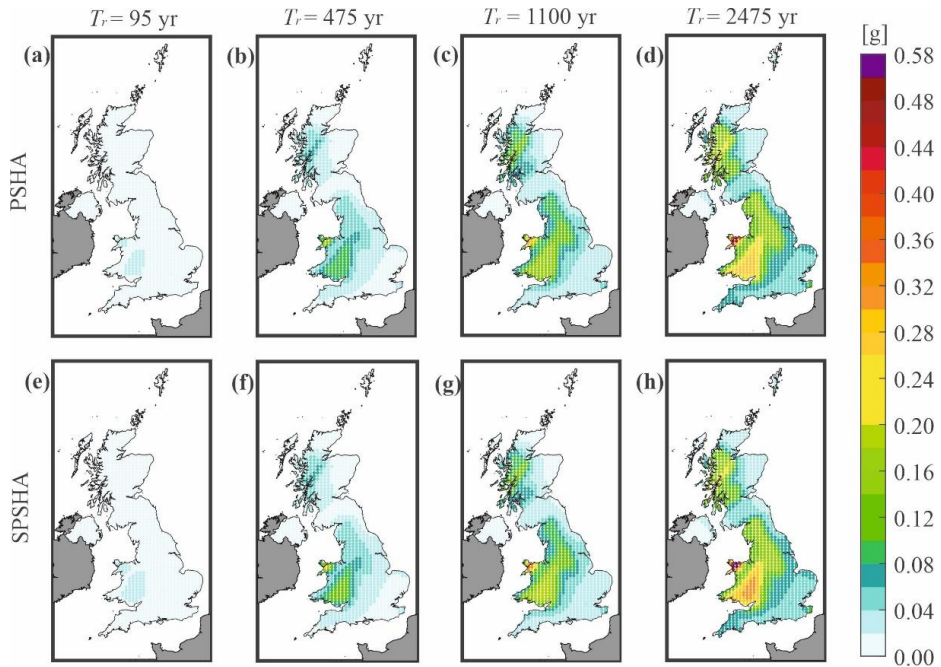 Tr = 95 yr Tr = 475 yr Tr = 1100 yr Tr = 2475 yr
[g]
(a) (b) (c) (d)
PSHA
(e) (f) (g) (h)
SPSHA
0.58
0.48
0.44
0.40
0.36
0.32
0.28
0.24
0.20
0.16
0.12
0.08
0.04
0.00